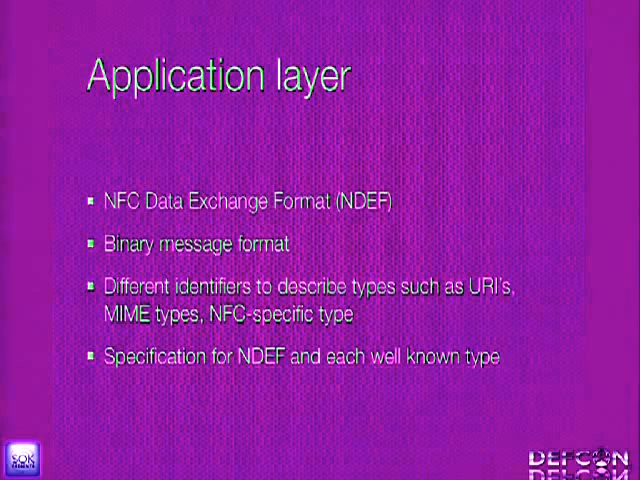 Application layer
NFC Data Exchange Format (NDEF)
Binary message format
Different identifiers to describe types such as URI's,
MIME types, NFC-specific type
Specification for NDEF and each well known type
SOK
DEFCON